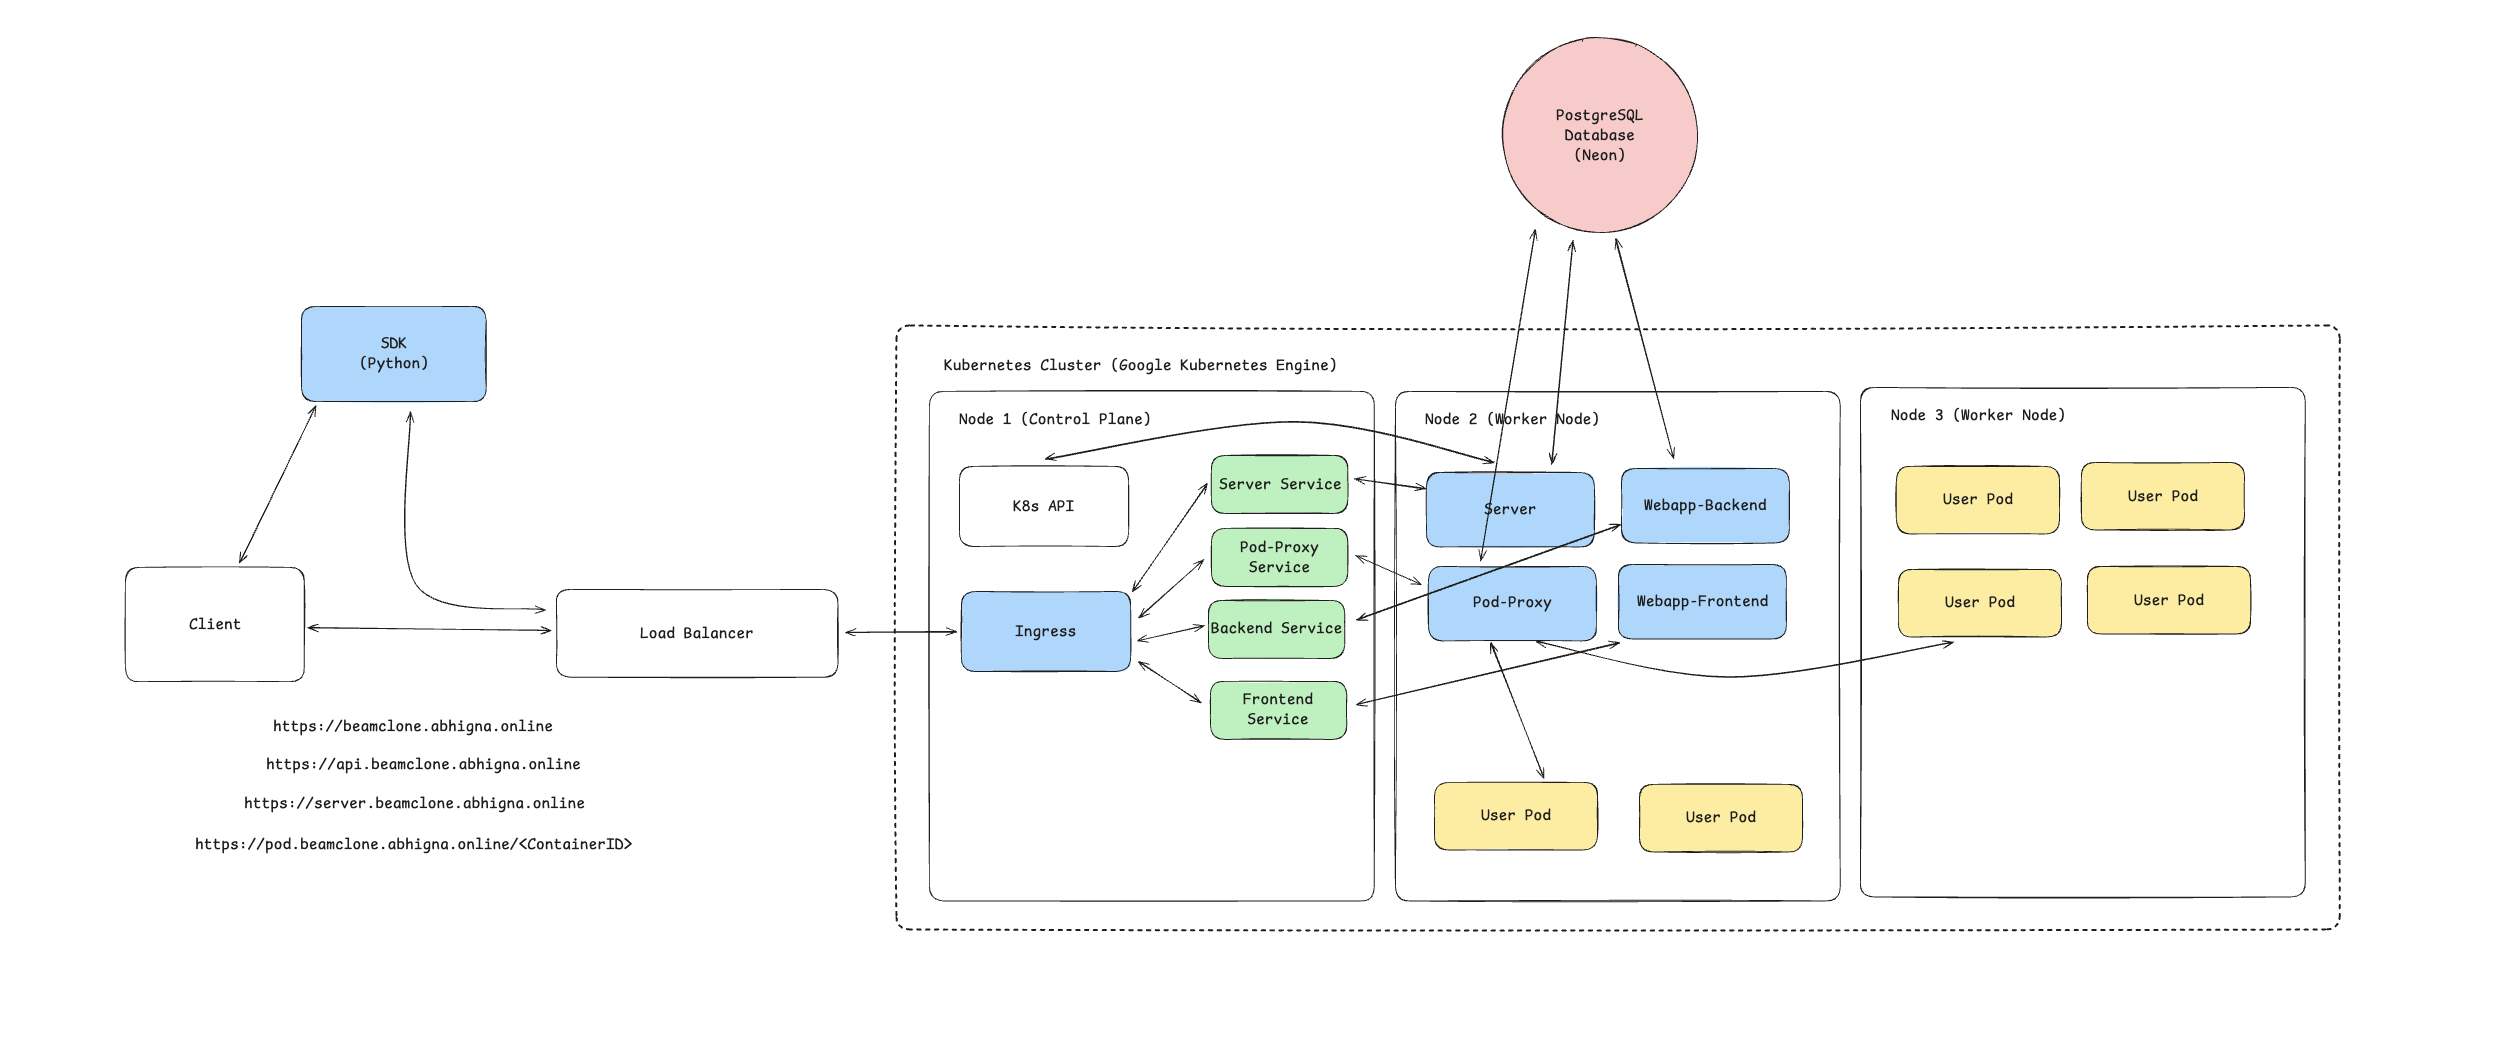 PostgreSQL
Database
(Neon)
SDK
(Python)
Client
Load Balancer
https://beamclone.abhigna.online
https://api.beamclone.abhigna.online
https://server.beamclone.abhigna.online
https://pod.beamclone.abhigna.online/<ContainerID>
Kubernetes Cluster (Google Kubernetes Engine)
Node 1 (Control Plane)
K8s API
Ingress
Server Service
Pod-Proxy
Service
Backend Service
Frontend
Service
Node 2 (Worker Node)
Server
Webapp-Backend
Pod-Proxy
Webapp-Frontend
User Pod
User Pod
Node 3 (Worker Node)
User Pod
User Pod
User Pod
User Pod